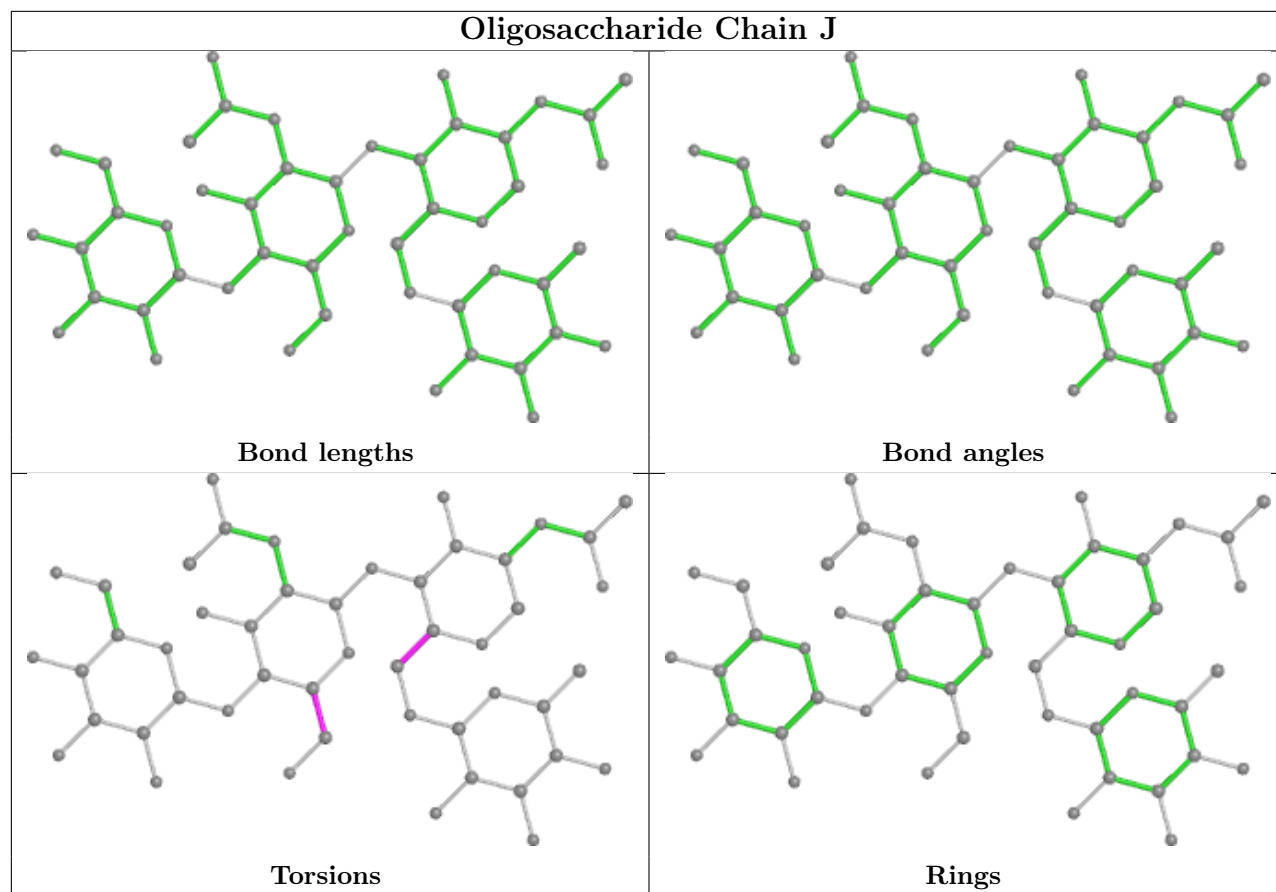 Oligosaccharide Chain J
Bond lengths
Bond angles
Torsions
Rings